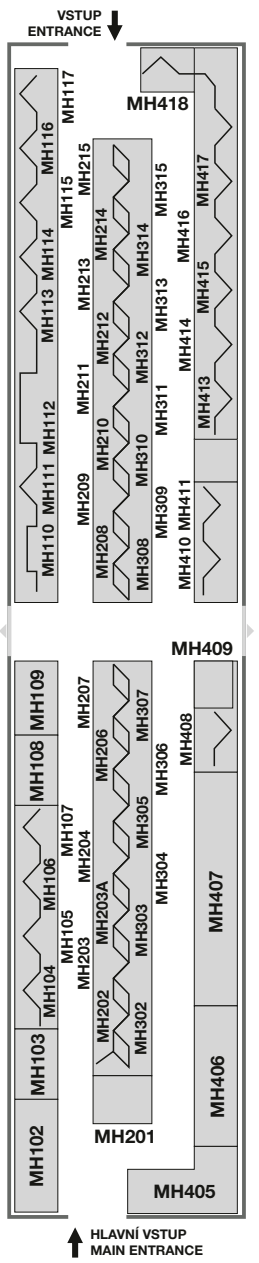 VSTUP
ENTRANCE
MH418
MH117
MH116
MH115
MH114
MH113
MH112
MH111
MH110
MH215
MH214
MH213
MH212
MH211
MH210
MH209
MH208
MH315
MH314
MH313
MH312
MH311
MH310
MH309
MH308
MH417
MH416
MH415
MH414
MH413
MH411
MH410
MH409
MH109
MH108
MH107
MH106
MH105
MH104
MH103
MH102
MH207
MH206
MH204
MH203A
MH203
MH202
MH201
MH307
MH306
MH305
MH304
MH303
MH302
MH408
MH407
MH406
MH405
HLAVNÍ VSTUP
MAIN ENTRANCE